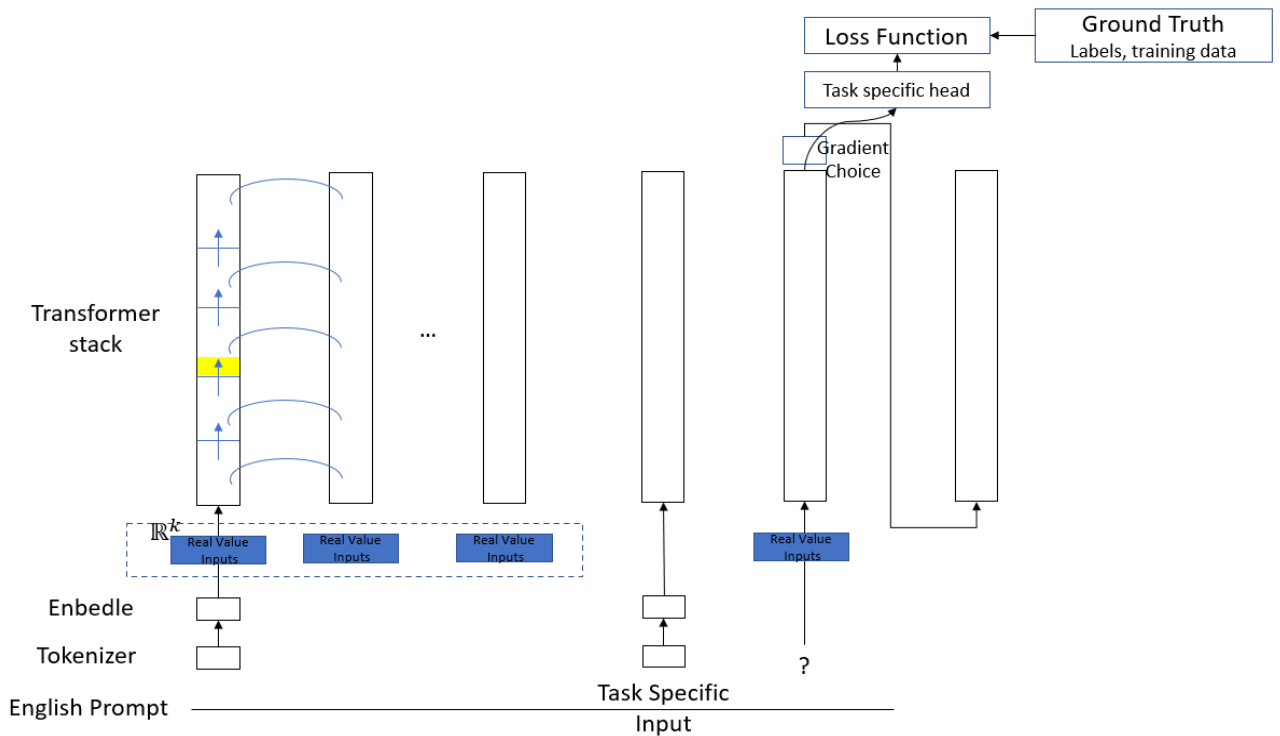 Ground Truth
Labels, training data
Loss Function
Task specific head
Gradient
Choice
Transformer
stack
...
ℝᵏ
Real Value
Inputs
Real Value
Inputs
Real Value
Inputs
Real Value
Inputs
Enbedle
Tokenizer
?
English Prompt
Task Specific
Input